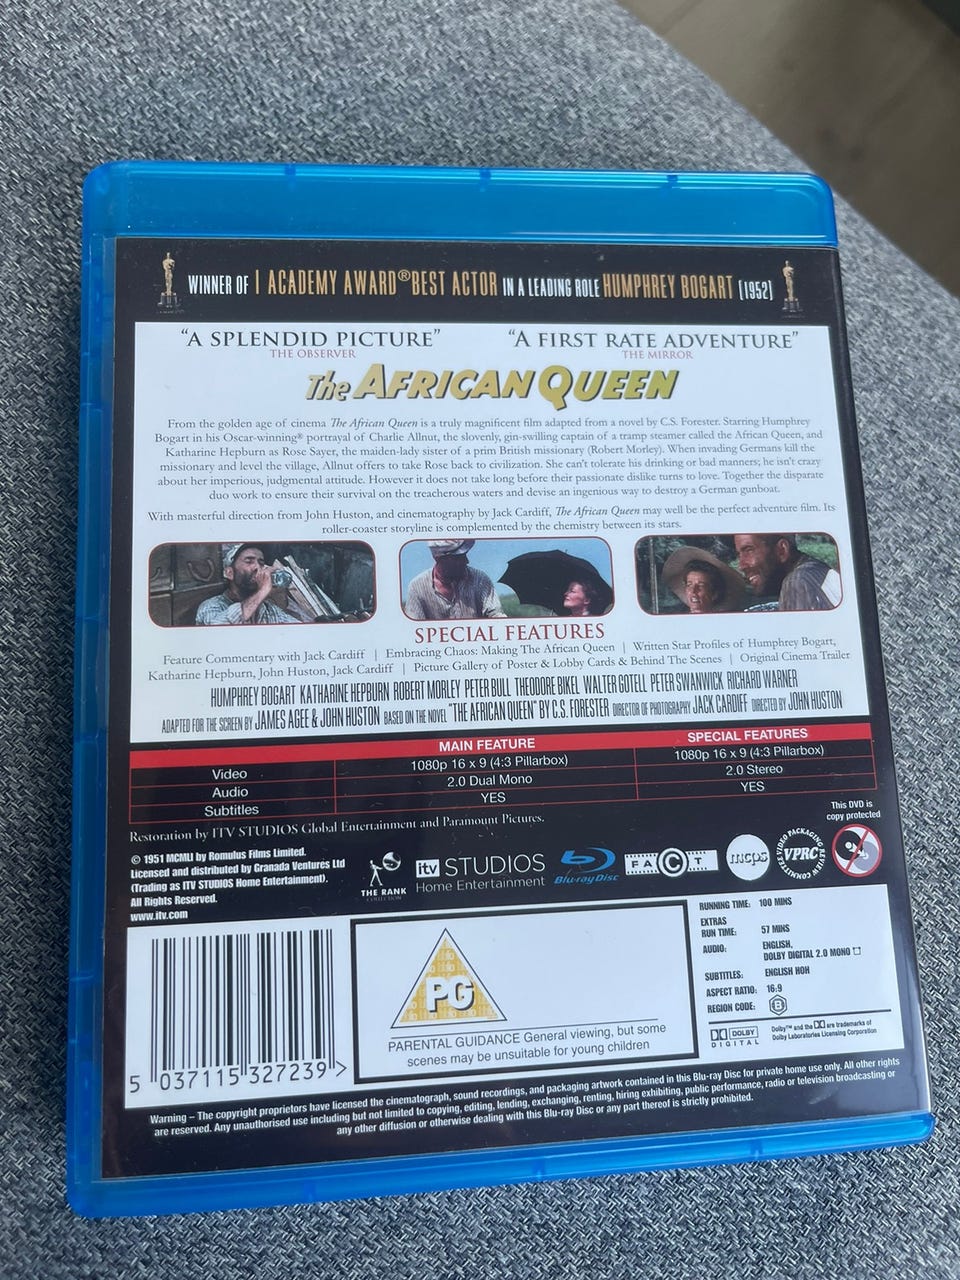 WINNER OF 1 ACADEMY AWARD® BEST ACTOR IN A LEADING ROLE HUMPHREY BOGART (1952)
"A SPLENDID PICTURE"
THE OBSERVER
"A FIRST RATE ADVENTURE"
THE MIRROR
The AFRICAN QUEEN
From the golden age of cinema The African Queen is a truly magnificent film adapted from a novel by C.S. Forester. Starring Humphrey
Bogart in his Oscar-winning® portrayal of Charlie Allnut, the slovenly, gin-swilling captain of a tramp steamer called the African Queen, and
Katharine Hepburn as Rose Sayer, the maiden-lady sister of a prim British missionary (Robert Morley). When invading Germans kill the
missionary and level the village, Allnut offers to take Rose back to civilization. She can't tolerate his drinking or bad manners; he isn't crazy
about her imperious, judgmental attitude. However it does not take long before their passionate dislike turns to love. Together the disparate
duo work to ensure their survival on the treacherous waters and devise an ingenious way to destroy a German gunboat.
With masterful direction from John Huston, and cinematography by Jack Cardiff, The African Queen may well be the perfect adventure film. Its
roller-coaster storyline is complemented by the chemistry between its stars.
SPECIAL FEATURES
Feature Commentary with Jack Cardiff | Embracing Chaos: Making The African Queen | Written Star Profiles of Humphrey Bogart,
Katharine Hepburn, John Huston, Jack Cardiff | Picture Gallery of Poster & Lobby Cards & Behind The Scenes | Original Cinema Trailer
HUMPHREY BOGART KATHARINE HEPBURN ROBERT MORLEY PETER BULL THEODORE BIKEL WALTER GOTELL PETER SWANWICK RICHARD WARNER
ADAPTED FOR THE SCREEN BY JAMES AGEE & JOHN HUSTON BASED ON THE NOVEL "THE AFRICAN QUEEN" BY C.S. FORESTER DIRECTOR OF PHOTOGRAPHY JACK CARDIFF DIRECTED BY JOHN HUSTON
MAIN FEATURE SPECIAL FEATURES
Video 1080p 16 x 9 (4:3 Pillarbox) 1080p 16 x 9 (4:3 Pillarbox)
Audio 2.0 Dual Mono 2.0 Stereo
Subtitles YES YES
Restoration by ITV STUDIOS Global Entertainment and Paramount Pictures.
This DVD is
copy protected
© 1951 MCMLI by Romulus Films Limited.
Licensed and distributed by Granada Ventures Ltd
(Trading as ITV STUDIOS Home Entertainment).
All Rights Reserved.
www.itv.com
THE RANK
COLLECTION
itv STUDIOS
Home Entertainment
Blu-ray Disc
FACT
mcps
VIDEO PACKAGING REVIEW COMMITTEE
VPRC
5 037115 327239 >
PG
PARENTAL GUIDANCE General viewing, but some
scenes may be unsuitable for young children
RUNNING TIME: 100 MINS
EXTRAS
RUN TIME: 57 MINS
AUDIO: ENGLISH,
DOLBY DIGITAL 2.0 MONO
SUBTITLES: ENGLISH HOH
ASPECT RATIO: 16:9
REGION CODE: B
DOLBY
DIGITAL
Dolby™ and the DD are trademarks of
Dolby Laboratories Licensing Corporation
Warning – The copyright proprietors have licensed the cinematograph, sound recordings, and packaging artwork contained in this Blu-ray Disc for private home use only. All other rights
are reserved. Any unauthorised use including but not limited to copying, editing, lending, exchanging, renting, hiring exhibiting, public performance, radio or television broadcasting or
any other diffusion or otherwise dealing with this Blu-ray Disc or any part thereof is strictly prohibited.